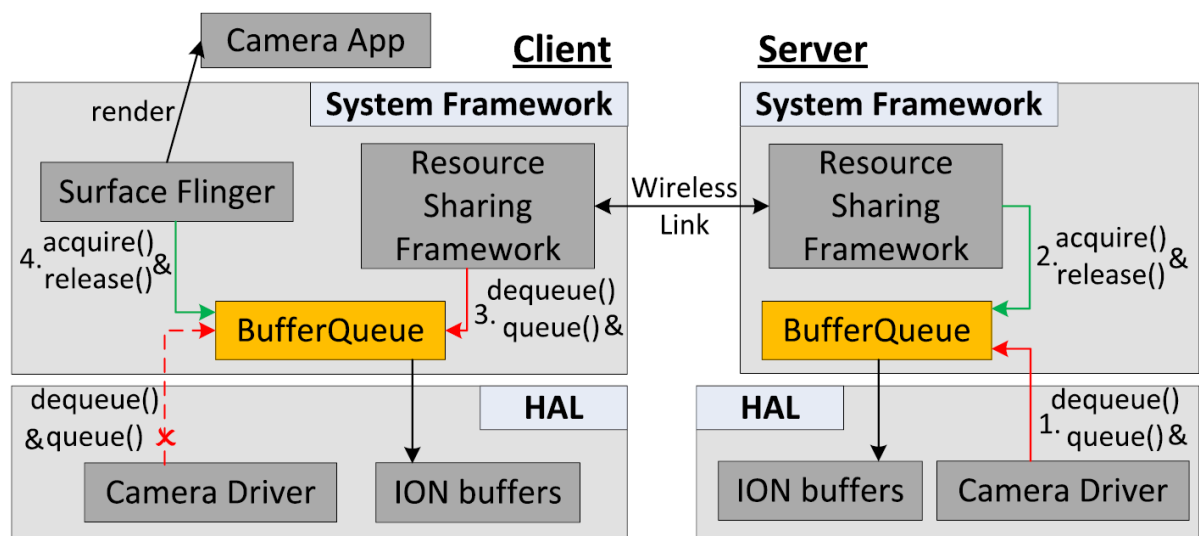 Camera App
Client
Server
System Framework
System Framework
render
Surface Flinger
Resource
Sharing
Framework
Wireless
Link
Resource
Sharing
Framework
4. acquire()
release() &
3. dequeue()
queue() &
2. acquire()
release() &
BufferQueue
BufferQueue
HAL
HAL
dequeue()
& queue()
1. dequeue()
queue() &
Camera Driver
ION buffers
ION buffers
Camera Driver